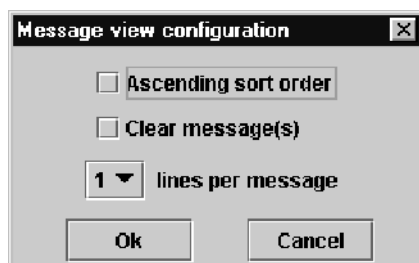 Message view configuration
Ascending sort order
Clear message(s)
1 lines per message
Ok Cancel